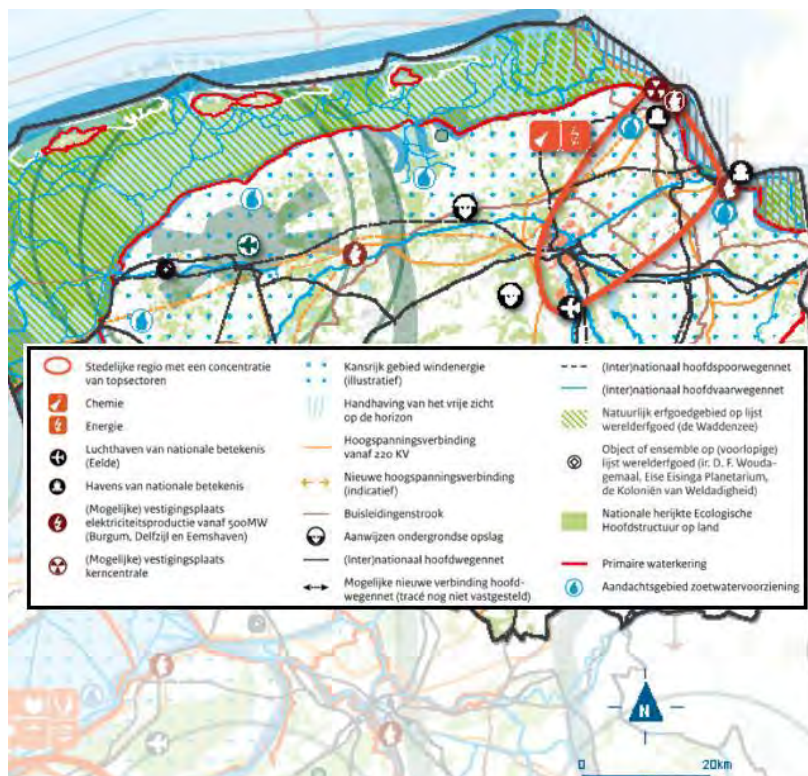 Stedelijke regio met een concentratie
van topsectoren
Chemie
Energie
Luchthaven van nationale betekenis
(Eelde)
Havens van nationale betekenis
(Mogelijke) vestigingsplaats
elektriciteitsproductie vanaf 500MW
(Burgum, Delfzijl en Eemshaven)
(Mogelijke) vestigingsplaats
kerncentrale
Kansrijk gebied windenergie
(illustratief)
Handhaving van het vrije zicht
op de horizon
Hoogspanningsverbinding
vanaf 220 KV
Nieuwe hoogspanningsverbinding
(indicatief)
Buisleidingenstrook
Aanwijzen ondergrondse opslag
(Inter)nationaal hoofdwegennet
Mogelijke nieuwe verbinding hoofd-
wegennet (tracé nog niet vastgesteld)
(Inter)nationaal hoofdspoorwegennet
(Inter)nationaal hoofdvaarwegennet
Natuurlijk erfgoedgebied op lijst
werelderfgoed (de Waddenzee)
Object of ensemble op (voorlopige)
lijst werelderfgoed (ir. D. F. Wouda-
gemaal, Eise Eisinga Planetarium,
de Koloniën van Weldadigheid)
Nationale herijkte Ecologische
Hoofdstructuur op land
Primaire waterkering
Aandachtsgebied zoetwatervoorziening
N
0 20km